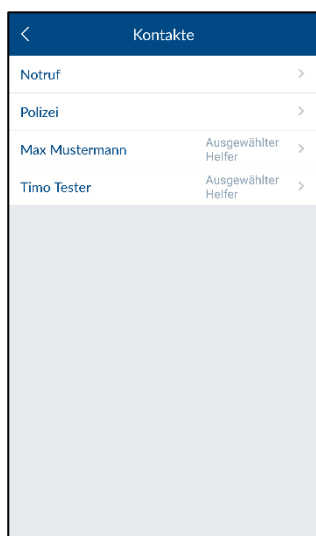 Kontakte
Notruf
Polizei
Max Mustermann
Ausgewählter
Helfer
Timo Tester
Ausgewählter
Helfer